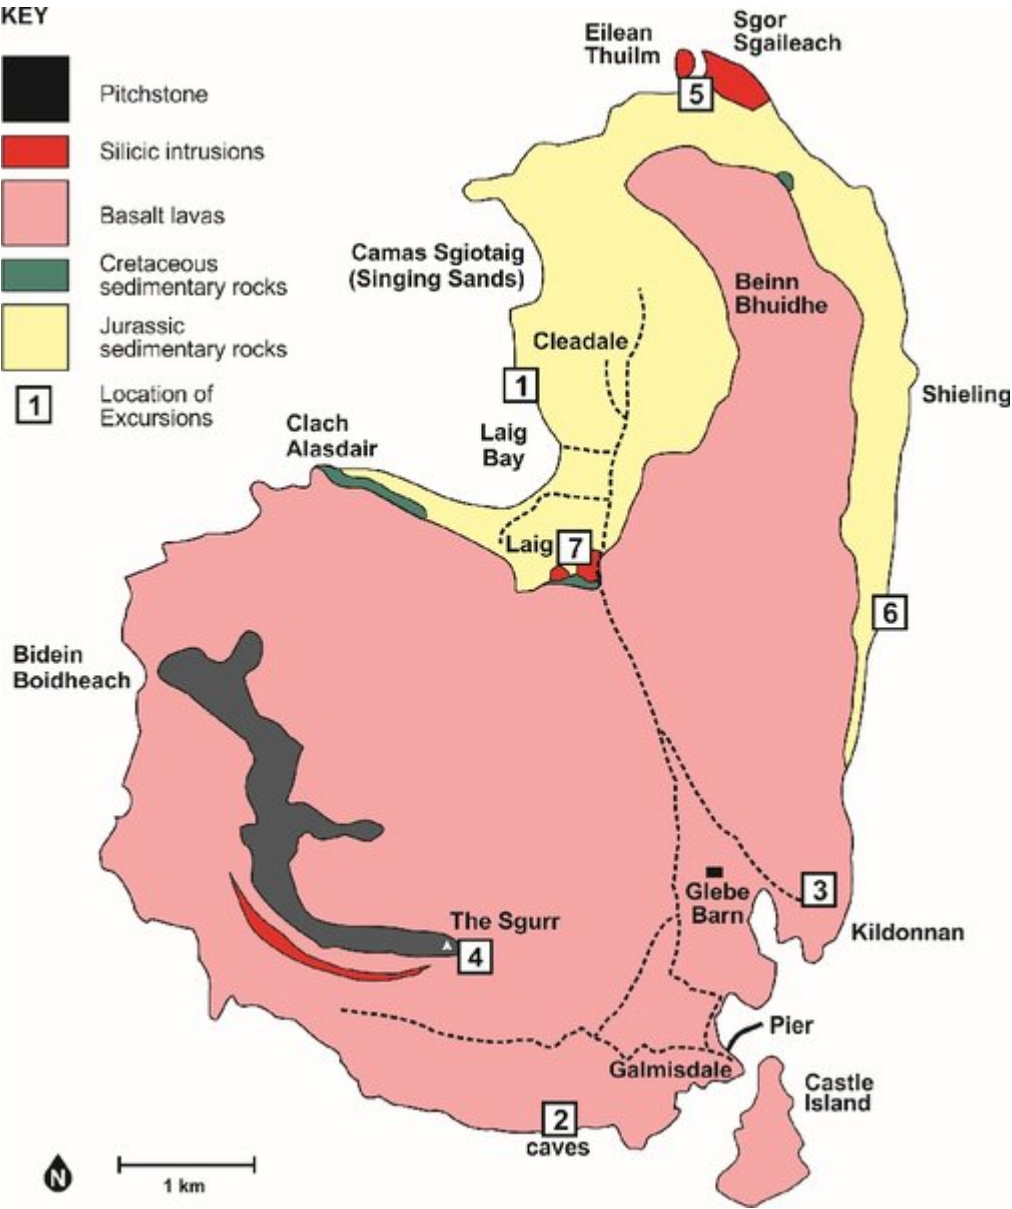 KEY
Pitchstone
Silicic intrusions
Basalt lavas
Cretaceous
sedimentary rocks
Jurassic
sedimentary rocks
1
Location of
Excursions
Eilean
Thuilm
Sgor
Sgaileach
5
Camas Sgiotaig
(Singing Sands)
Beinn
Bhuidhe
Cleadale
1
Shieling
Clach
Alasdair
Laig
Bay
Laig
7
6
Bidein
Boidheach
3
Glebe
Barn
The Sgurr
4
Kildonnan
Pier
Galmisdale
Castle
Island
2
caves
N
1 km